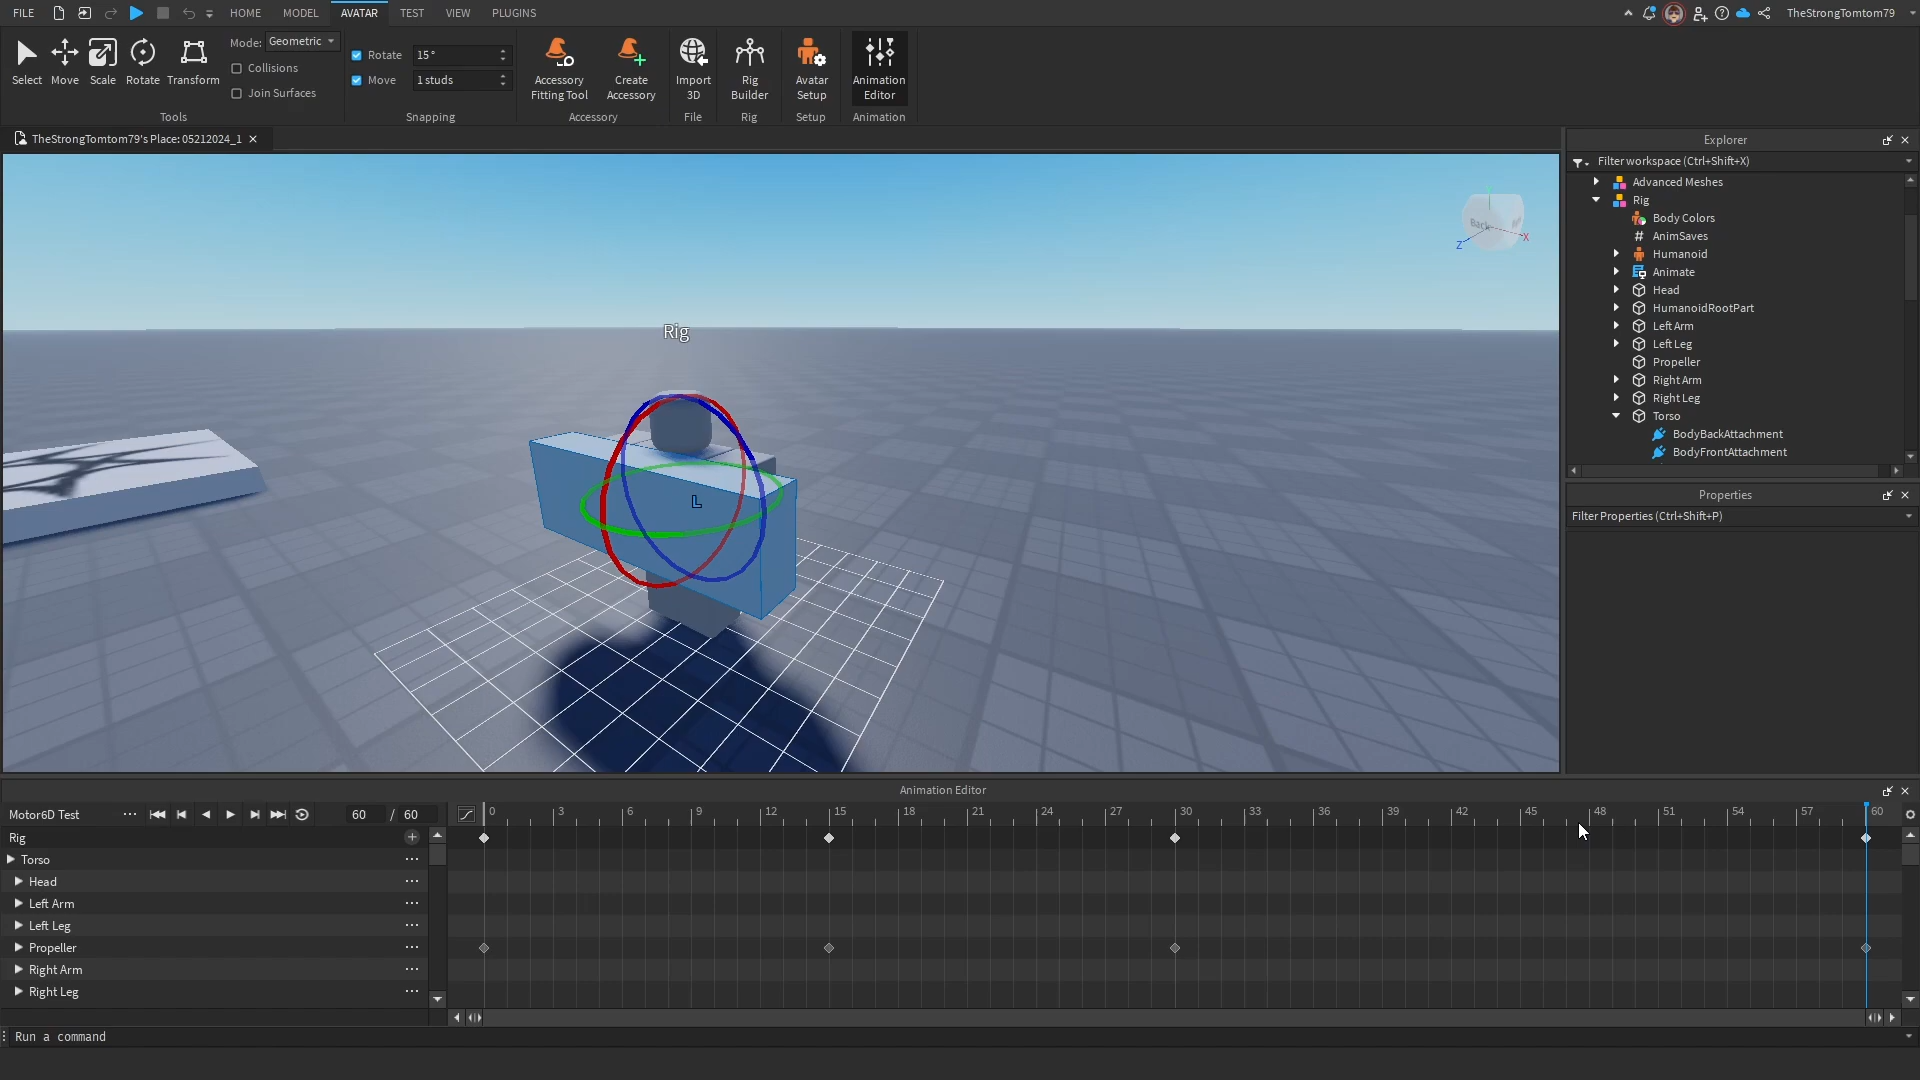 FILE HOME MODEL AVATAR TEST VIEW PLUGINS TheStrongTomtom79
Mode: Geometric
Collisions
Join Surfaces
Rotate 15°
Move 1 studs
Select Move Scale Rotate Transform
Accessory Fitting Tool
Create Accessory
Import 3D
Rig Builder
Avatar Setup
Animation Editor
Tools Snapping Accessory File Rig Setup Animation
TheStrongTomtom79's Place: 05212024_1
Rig
L
Back
Z
X
Explorer
Filter workspace (Ctrl+Shift+X)
Advanced Meshes
Rig
Body Colors
# AnimSaves
Humanoid
Animate
Head
HumanoidRootPart
Left Arm
Left Leg
Propeller
Right Arm
Right Leg
Torso
BodyBackAttachment
BodyFrontAttachment
Properties
Filter Properties (Ctrl+Shift+P)
Animation Editor
Motor6D Test ... 60 / 60
0 3 6 9 12 15 18 21 24 27 30 33 36 39 42 45 48 51 54 57 60
Rig
Torso
Head
Left Arm
Left Leg
Propeller
Right Arm
Right Leg
Run a command